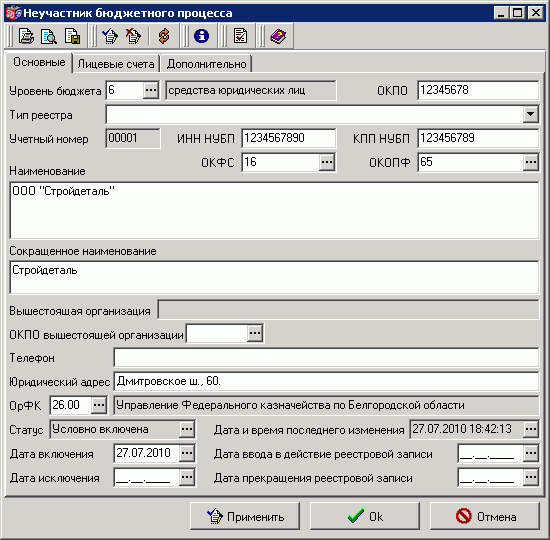 Неучастник бюджетного процесса
Основные Лицевые счета Дополнительно
Уровень бюджета 6 средства юридических лиц ОКПО 12345678
Тип реестра
Учетный номер 00001 ИНН НУБП 1234567890 КПП НУБП 123456789
ОКФС 16 ОКОПФ 65
Наименование
ООО "Стройдеталь"
Сокращенное наименование
Стройдеталь
Вышестоящая организация
ОКПО вышестоящей организации
Телефон
Юридический адрес Дмитровское ш., 60.
ОрФК 26.00 Управление Федерального казначейства по Белгородской области
Статус Условно включена Дата и время последнего изменения 27.07.2010 18:42:13
Дата включения 27.07.2010 Дата ввода в действие реестровой записи __.__.____
Дата исключения __.__.____ Дата прекращения реестровой записи __.__.____
Применить Ok Отмена